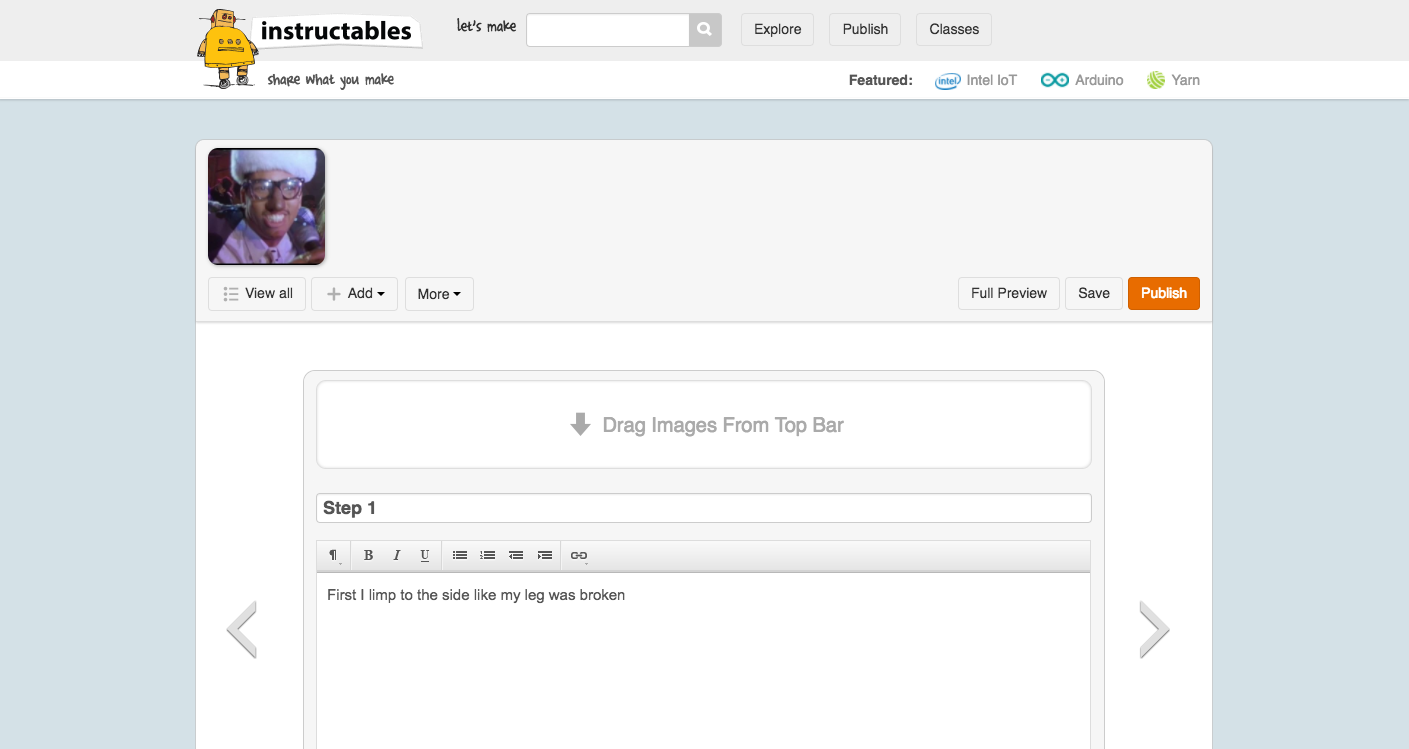 instructables
let's make
Explore
Publish
Classes
share what you make
Featured:
intel
Intel IoT
Arduino
Yarn
View all
Add
More
Full Preview
Save
Publish
Drag Images From Top Bar
Step 1
¶ B I U
First I limp to the side like my leg was broken